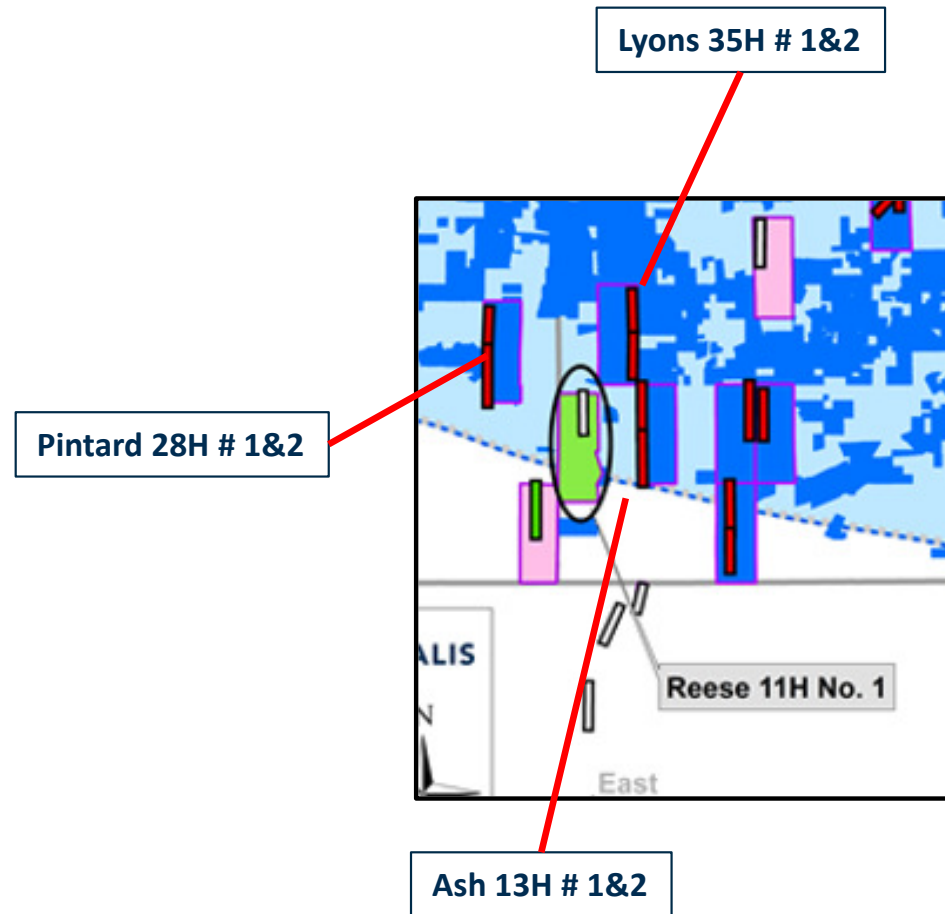 Lyons 35H # 1&2
Pintard 28H # 1&2
ALIS
N
Reese 11H No. 1
East
Ash 13H # 1&2